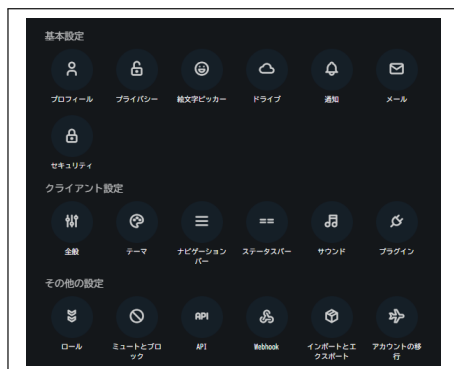 基本設定
プロフィール
プライバシー
絵文字ピッカー
ドライブ
通知
メール
セキュリティ
クライアント設定
全般
テーマ
ナビゲーション
バー
ステータスバー
サウンド
プラグイン
その他の設定
ロール
ミュートとブロ
ック
API
API
Webhook
インポートとエ
クスポート
アカウントの移
行